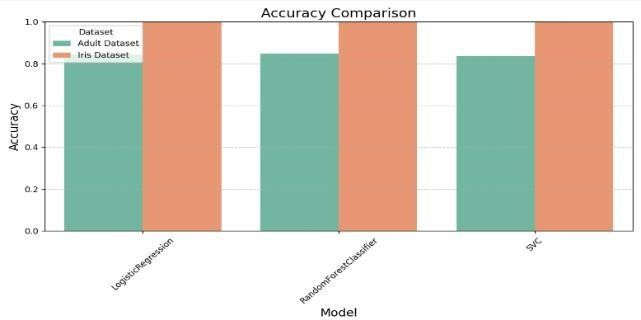 Accuracy Comparison
Dataset
Adult Dataset
Iris Dataset
Accuracy
1.0
0.8
0.6
0.4
0.2
0.0
LogisticRegression
RandomForestClassifier
SVC
Model